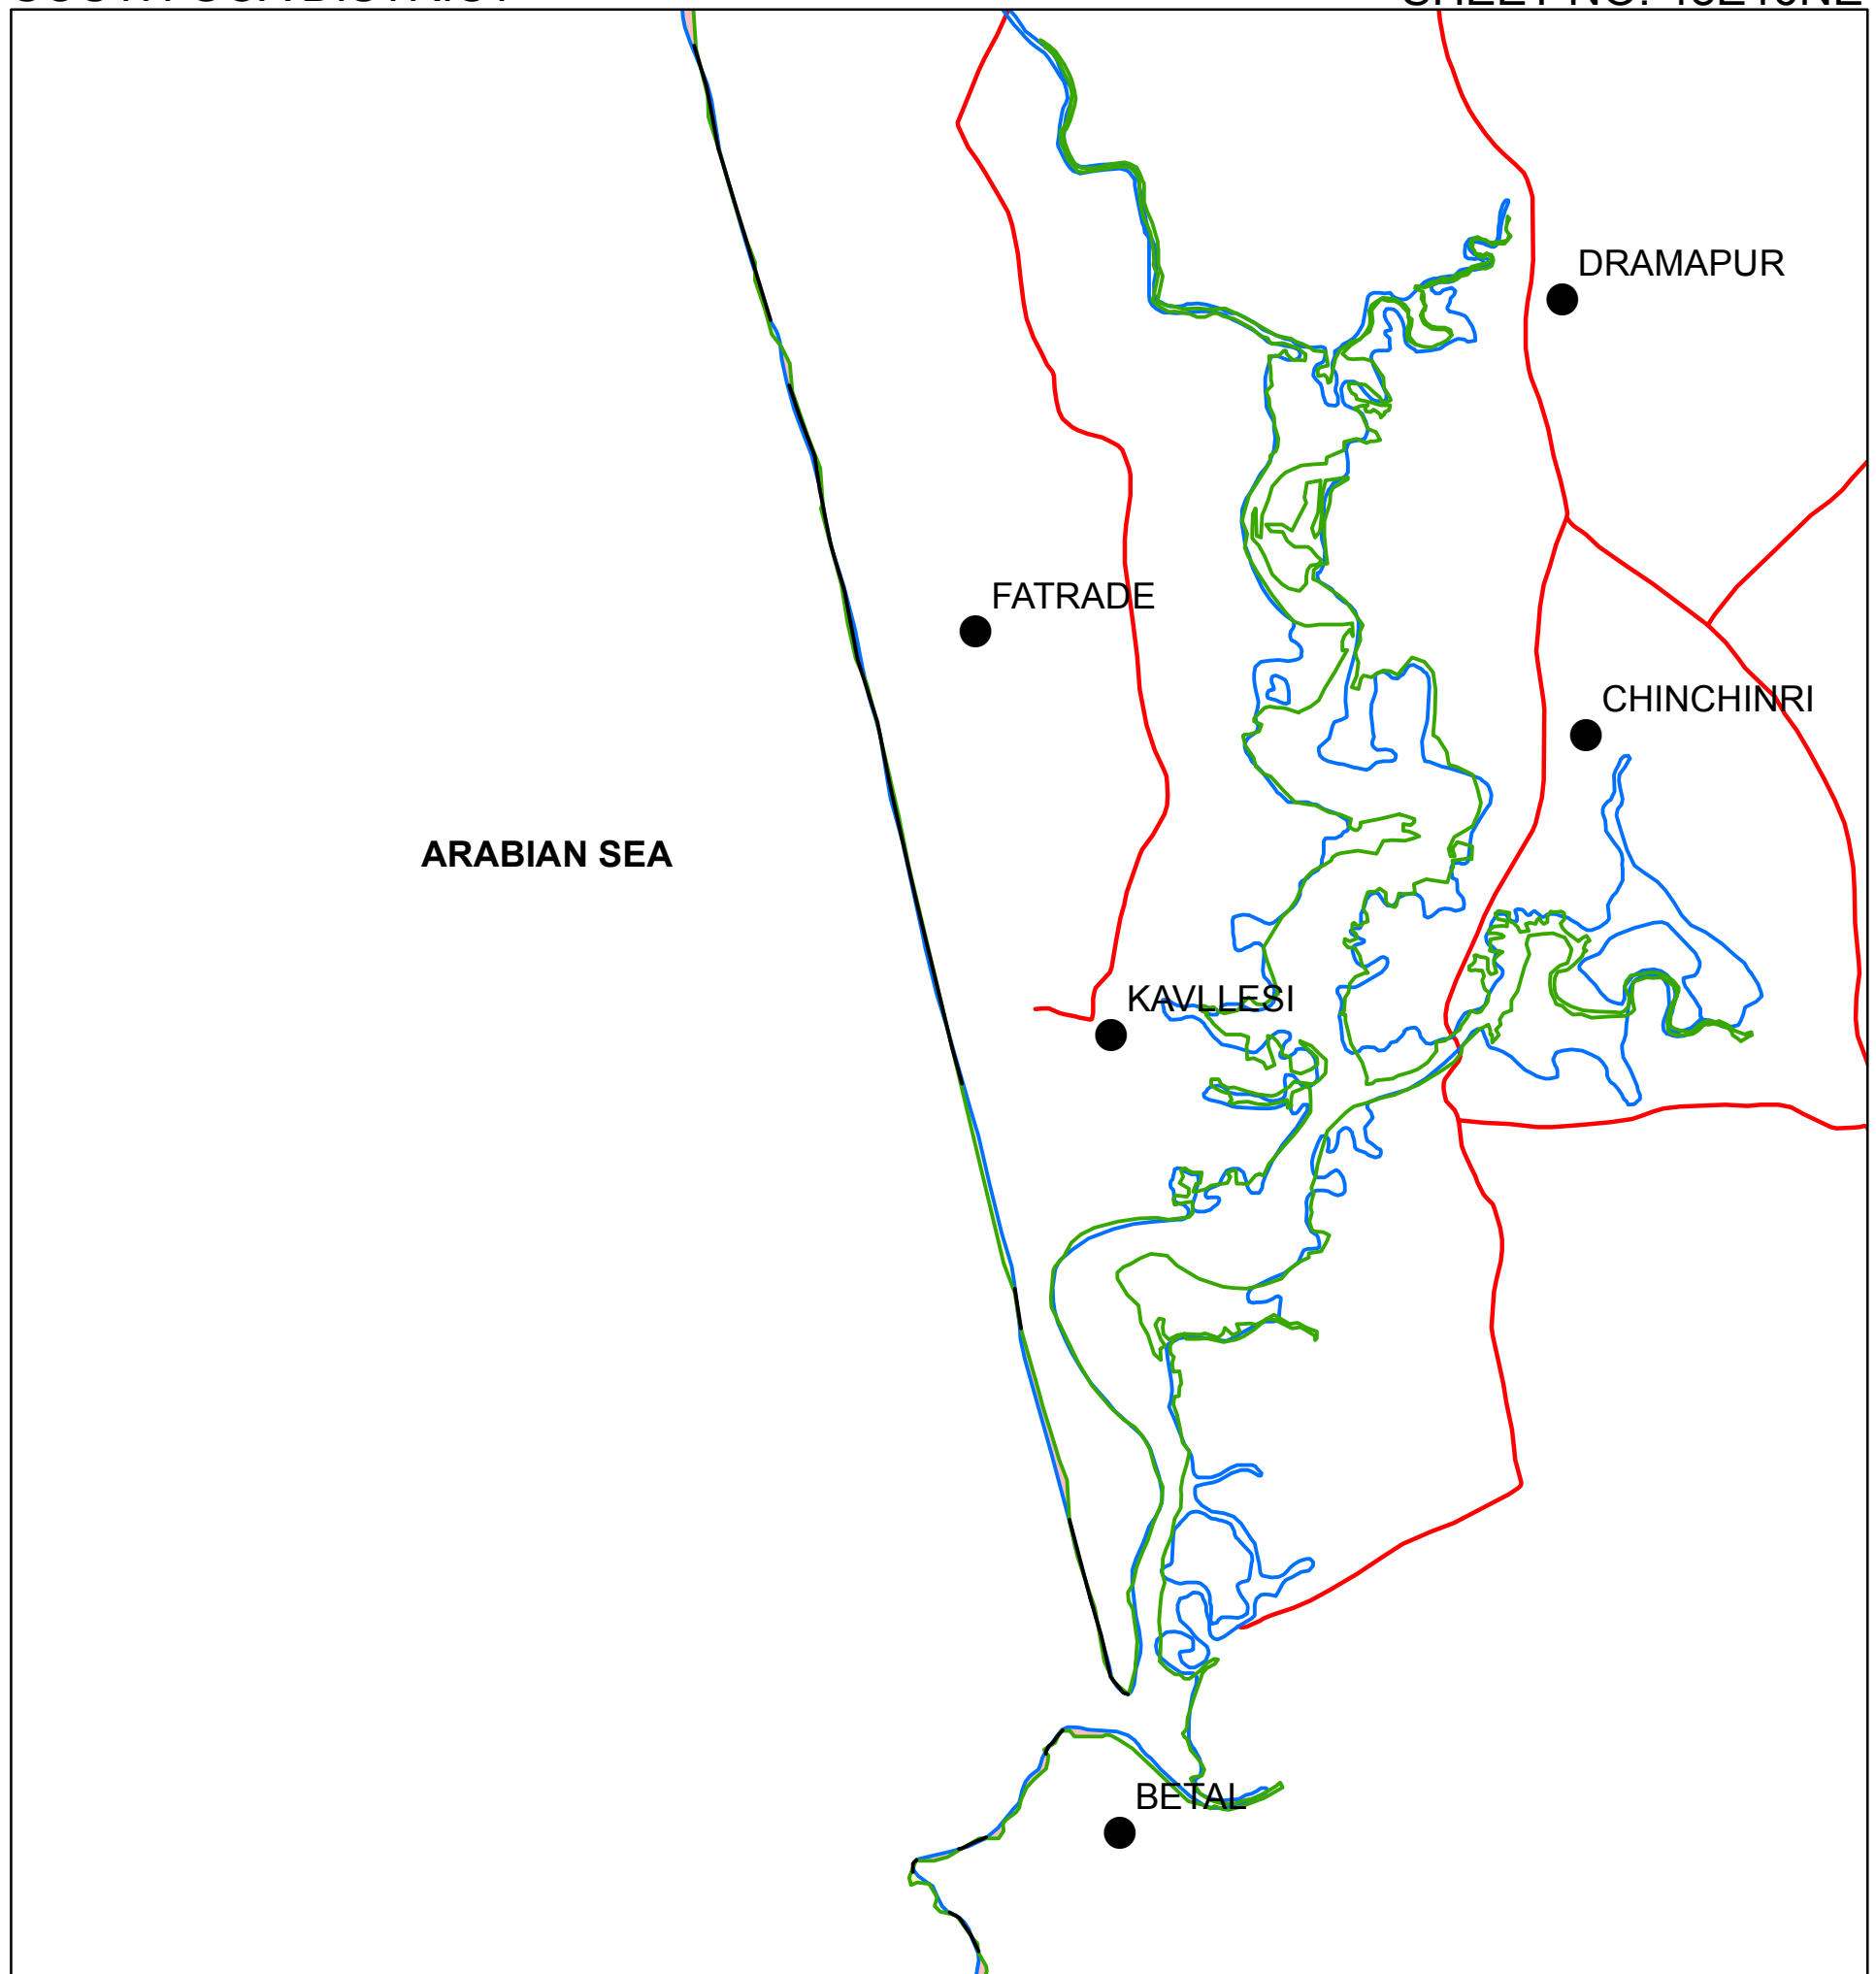 DRAMAPUR
FATRADE
CHINCHINRI
ARABIAN SEA
KAVLLESI
BETAL